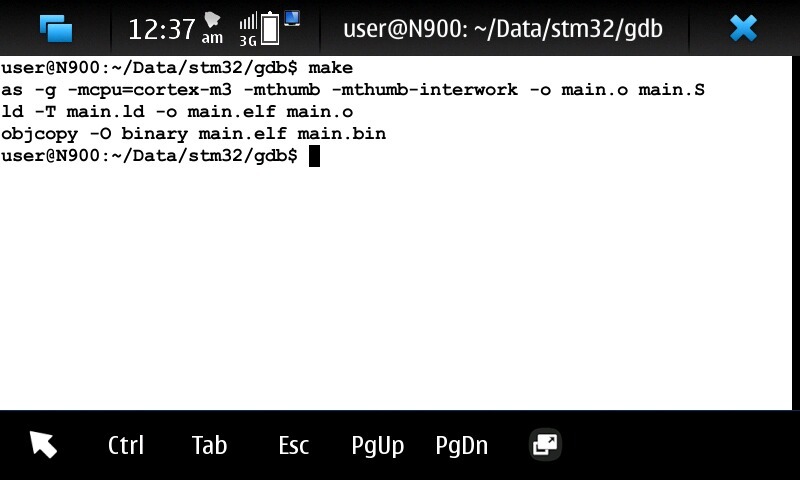 12:37 am
3G
user@N900: ~/Data/stm32/gdb
user@N900:~/Data/stm32/gdb$ make
as -g -mcpu=cortex-m3 -mthumb -mthumb-interwork -o main.o main.S
ld -T main.ld -o main.elf main.o
objcopy -O binary main.elf main.bin
user@N900:~/Data/stm32/gdb$
Ctrl Tab Esc PgUp PgDn